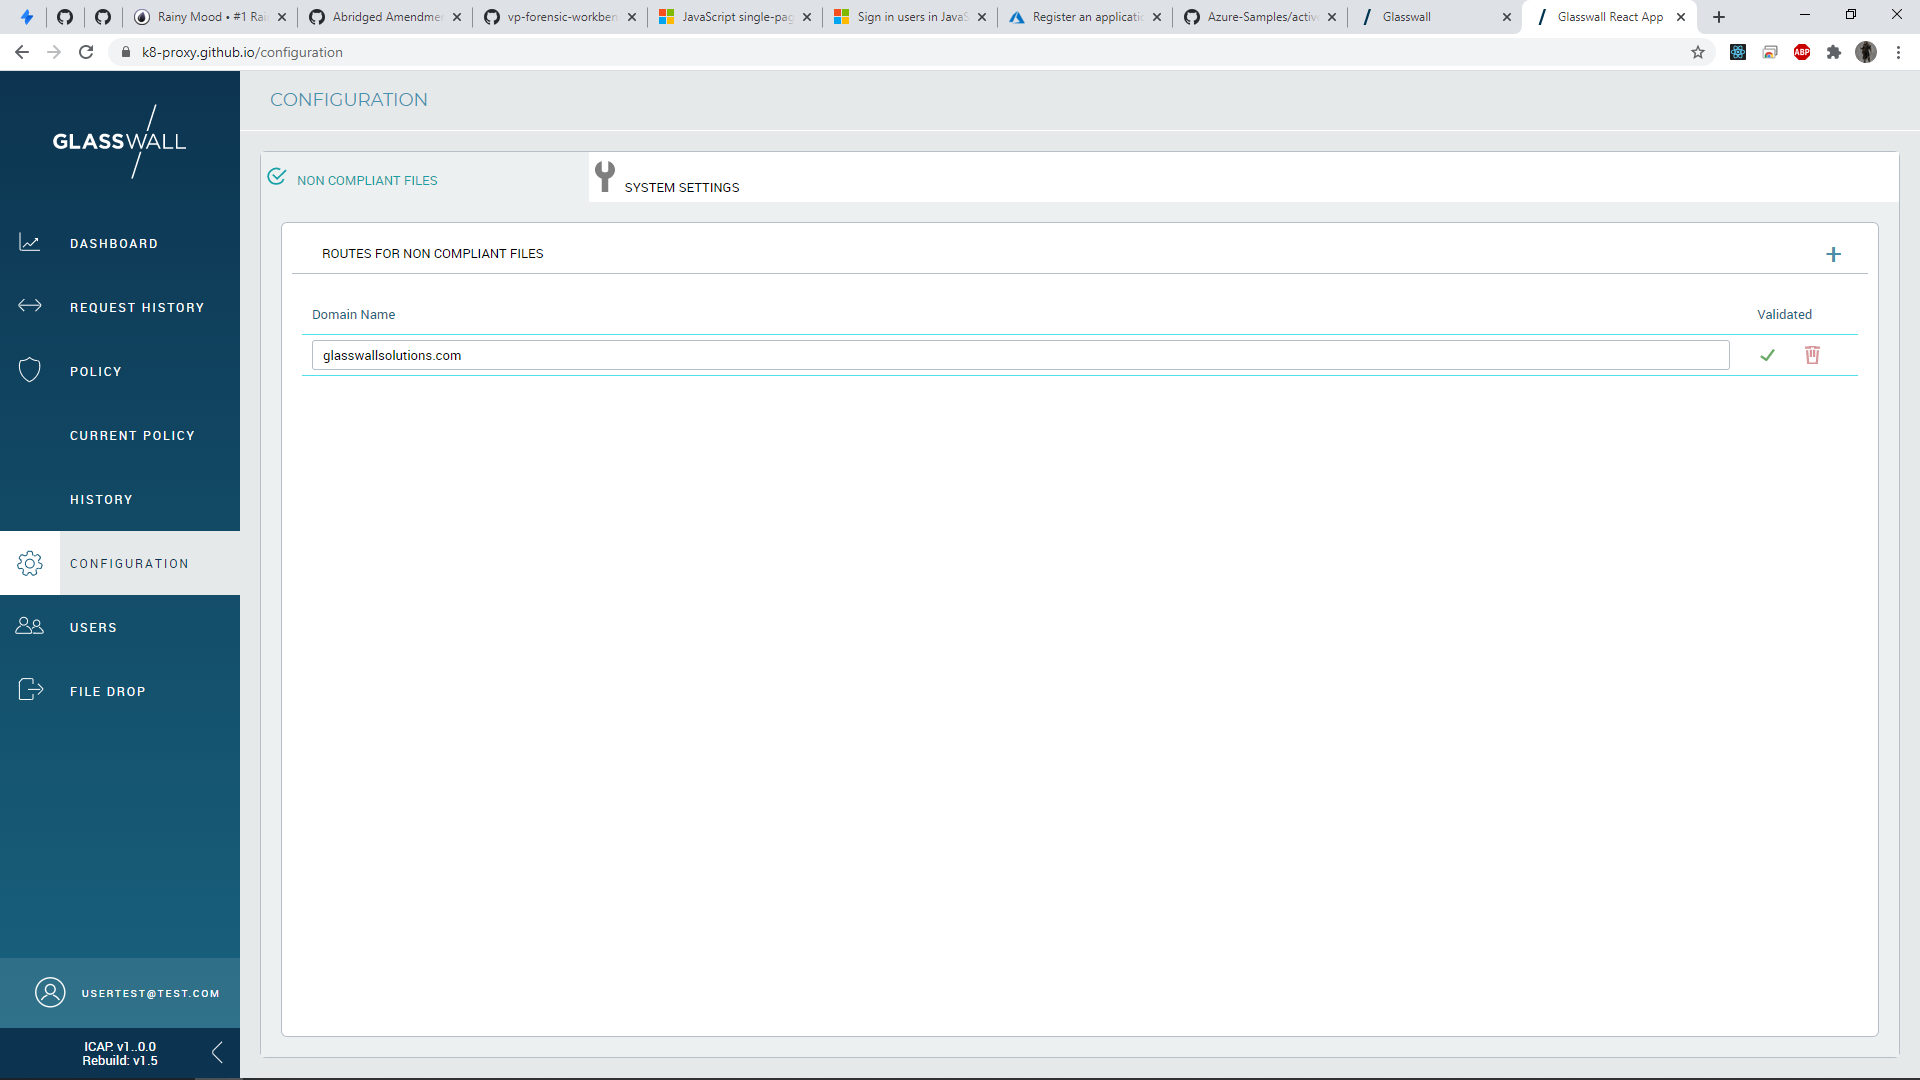 Rainy Mood • #1 Rai
Abridged Amendme
vp-forensic-workben
JavaScript single-pag
Sign in users in JavaS
Register an applicati
Azure-Samples/activ
Glasswall
Glasswall React App
k8-proxy.github.io/configuration
ABP
GLASSWALL
CONFIGURATION
NON COMPLIANT FILES
SYSTEM SETTINGS
DASHBOARD
REQUEST HISTORY
POLICY
CURRENT POLICY
HISTORY
CONFIGURATION
USERS
FILE DROP
ROUTES FOR NON COMPLIANT FILES
Domain Name
Validated
glasswallsolutions.com
USERTEST@TEST.COM
ICAP: v1..0.0
Rebuild: v1.5